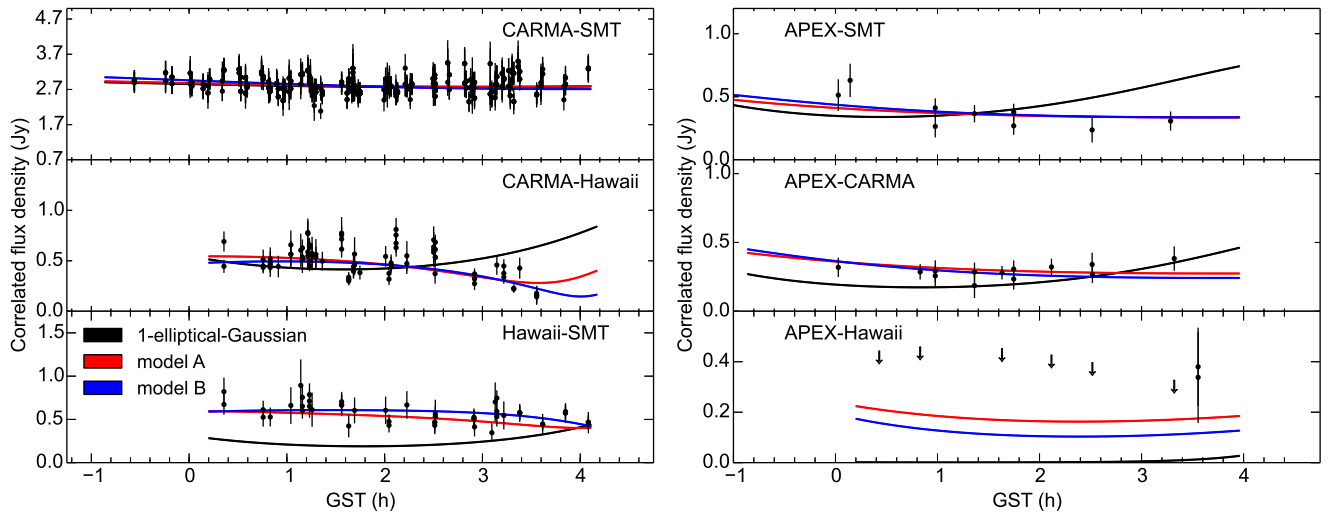 CARMA-SMT
4.7
3.7
2.7
1.7
0.7
CARMA-Hawaii
1.0
0.5
0.0
Hawaii-SMT
1.5
1.0
0.5
0.0
1-elliptical-Gaussian
model A
model B
Correlated flux density (Jy)
−1 0 1 2 3 4
GST (h)
APEX-SMT
1.0
0.5
0.0
APEX-CARMA
1.0
0.5
0.0
APEX-Hawaii
0.4
0.2
0.0
Correlated flux density (Jy)
−1 0 1 2 3 4
GST (h)